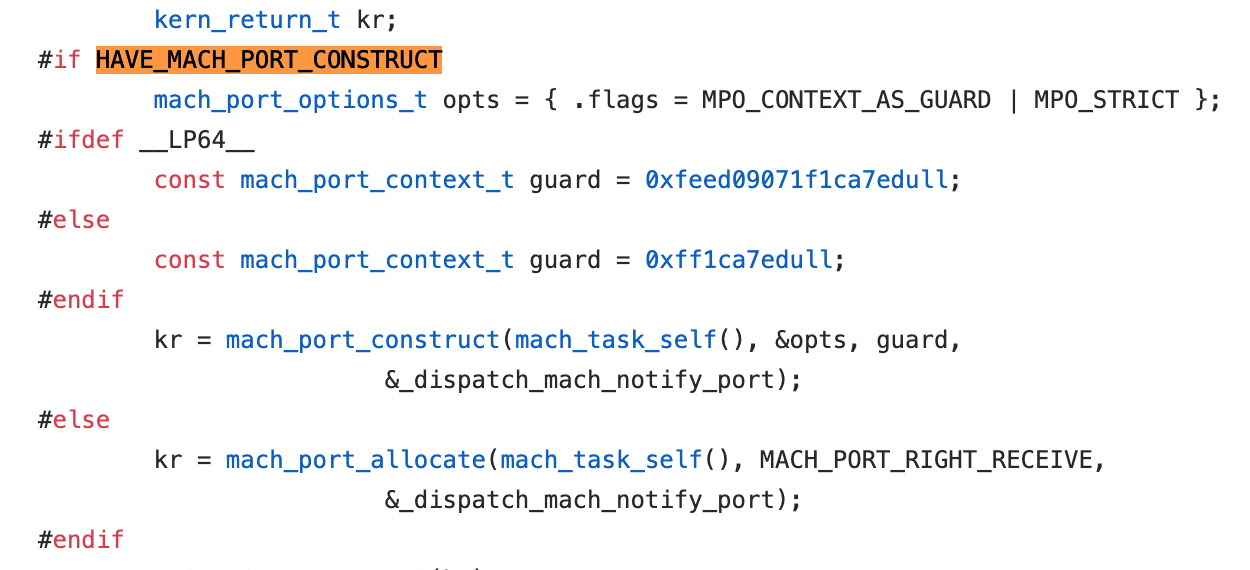 kern_return_t kr;
#if HAVE_MACH_PORT_CONSTRUCT
mach_port_options_t opts = { .flags = MPO_CONTEXT_AS_GUARD | MPO_STRICT };
#ifdef __LP64__
const mach_port_context_t guard = 0xfeed09071f1ca7edull;
#else
const mach_port_context_t guard = 0xff1ca7edull;
#endif
kr = mach_port_construct(mach_task_self(), &opts, guard,
&_dispatch_mach_notify_port);
#else
kr = mach_port_allocate(mach_task_self(), MACH_PORT_RIGHT_RECEIVE,
&_dispatch_mach_notify_port);
#endif